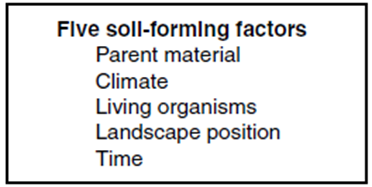 Five soil-forming factors
Parent material
Climate
Living organisms
Landscape position
Time